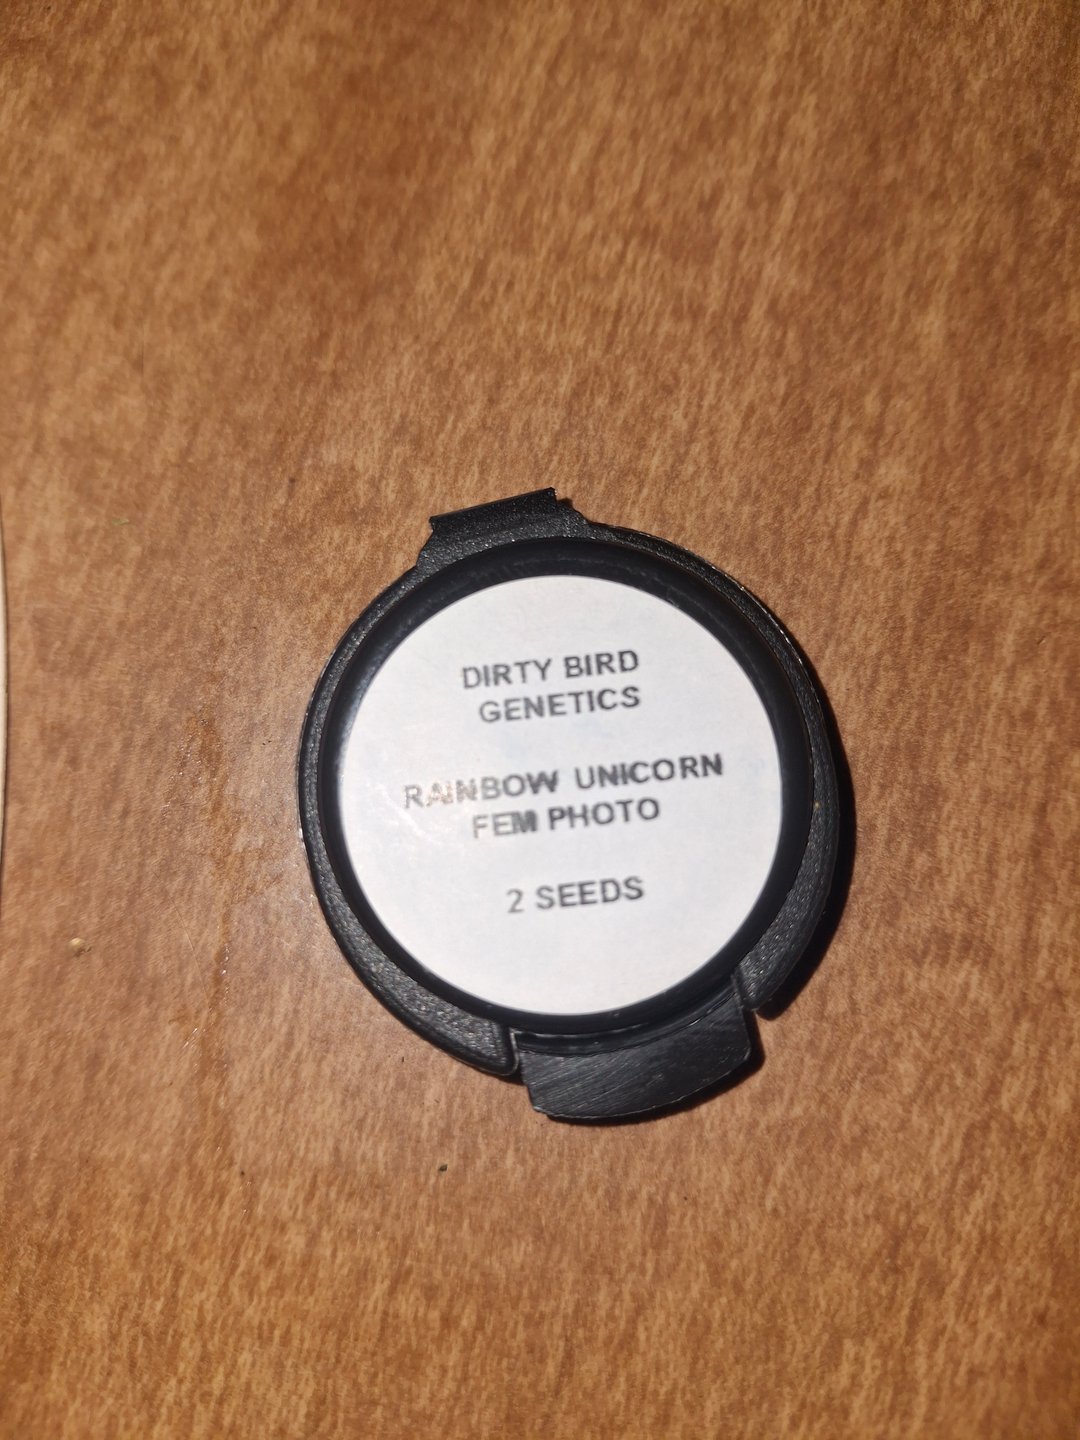 DIRTY BIRD
GENETICS
RAINBOW UNICORN
FEM PHOTO
2 SEEDS